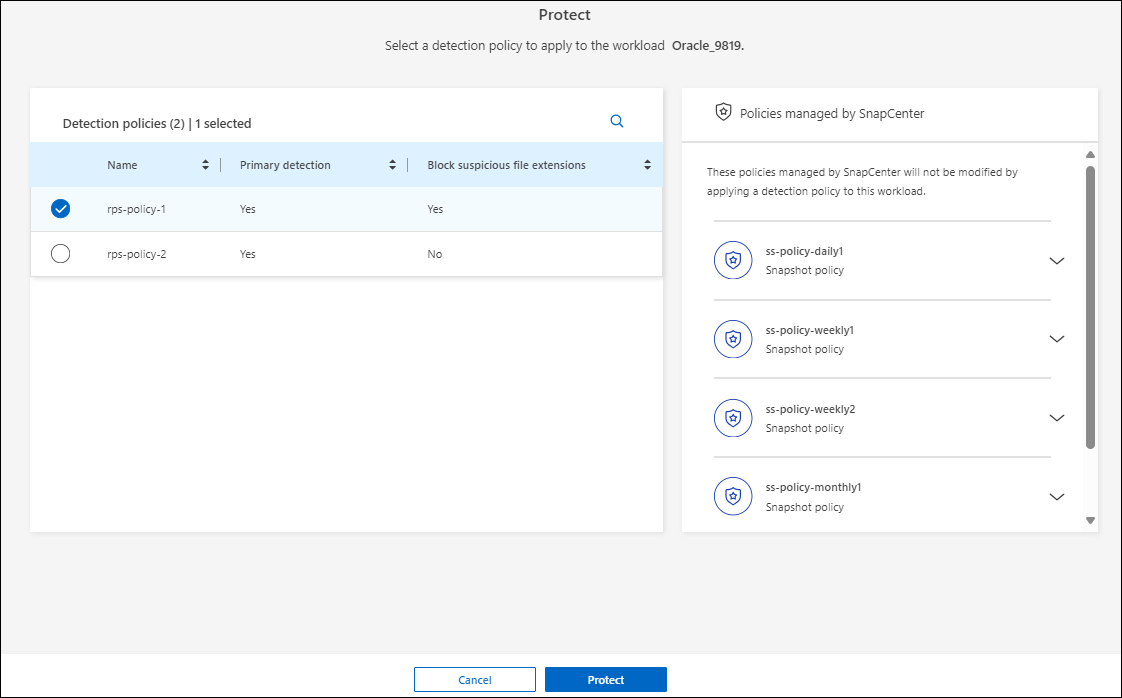 Protect
Select a detection policy to apply to the workload Oracle_9819.
Detection policies (2) | 1 selected
Name Primary detection Block suspicious file extensions
rps-policy-1 Yes Yes
rps-policy-2 Yes No
Policies managed by SnapCenter
These policies managed by SnapCenter will not be modified by
applying a detection policy to this workload.
ss-policy-daily1
Snapshot policy
ss-policy-weekly1
Snapshot policy
ss-policy-weekly2
Snapshot policy
ss-policy-monthly1
Snapshot policy
Cancel Protect